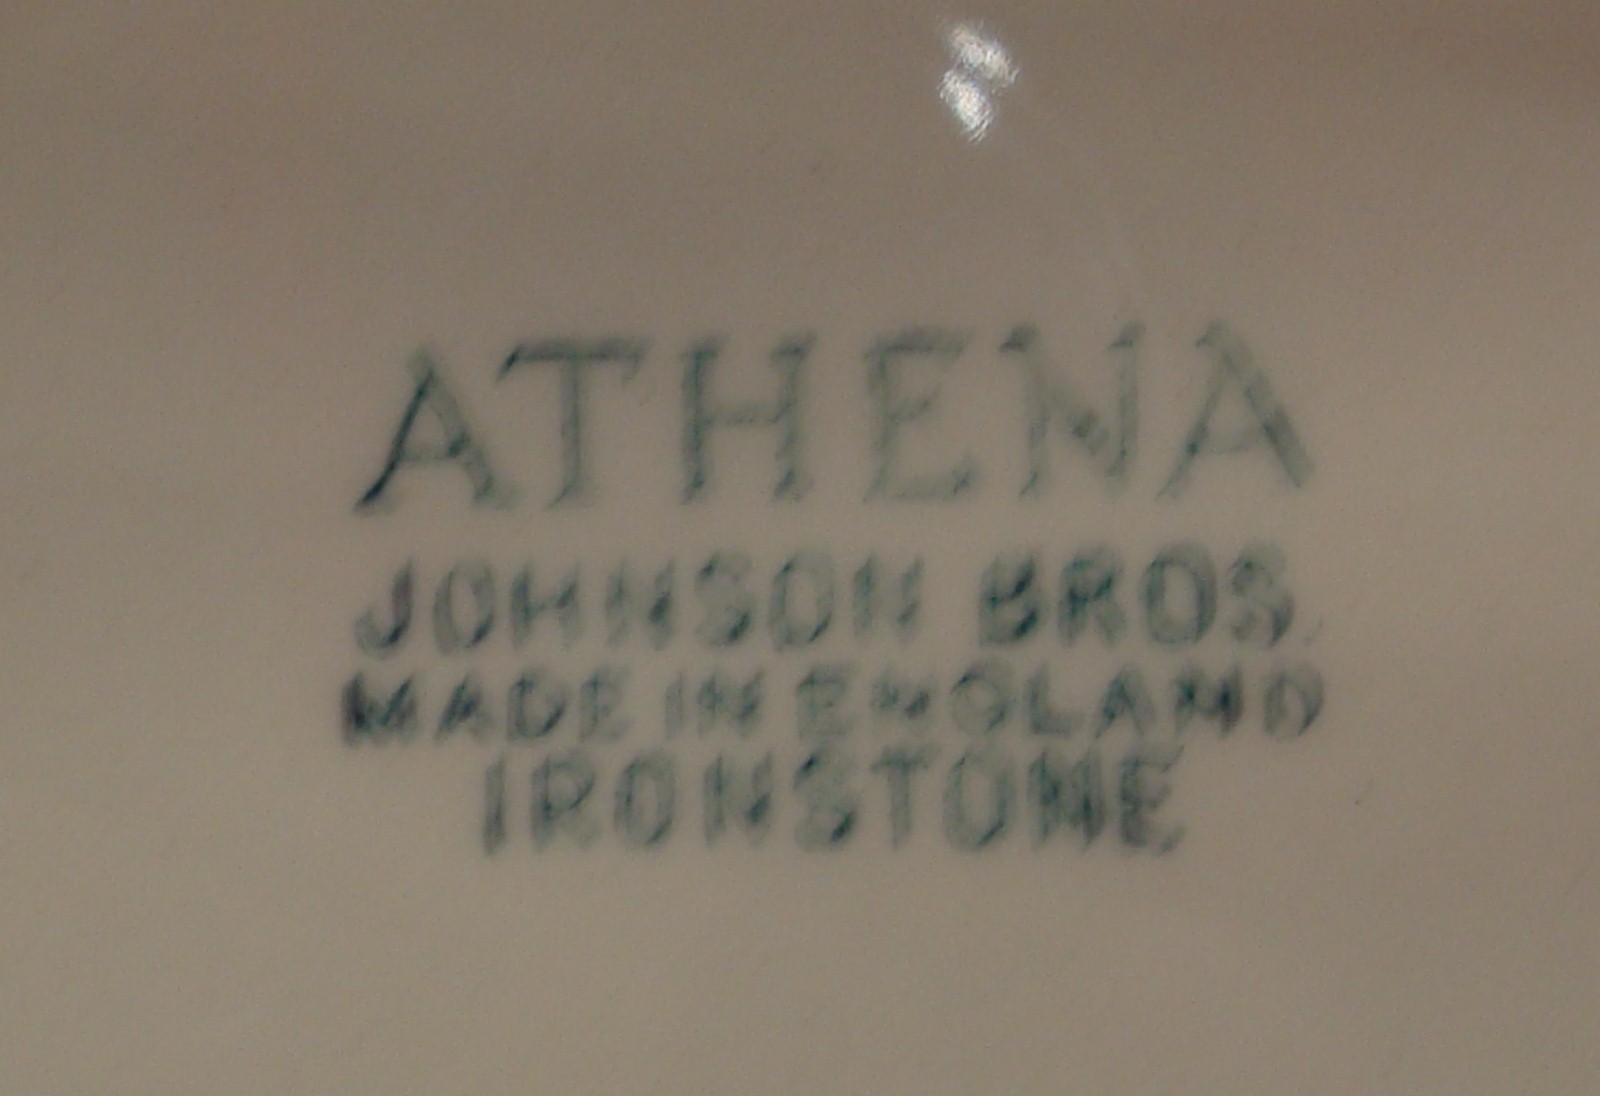 ATHENA
JOHNSON BROS.
MADE IN ENGLAND
IRONSTONE